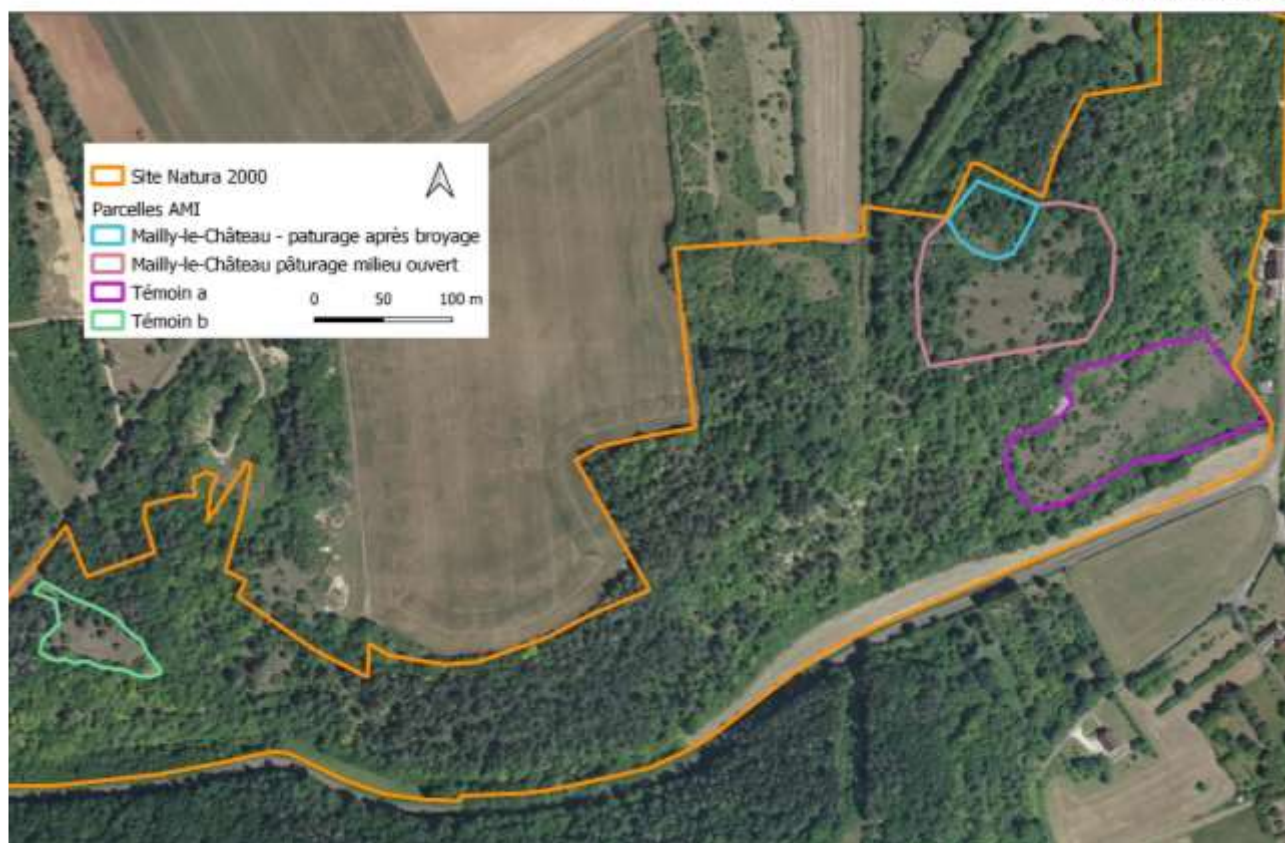 Site Natura 2000
Parcelles AMI
Mailly-le-Château - paturage après broyage
Mailly-le-Château pâturage milieu ouvert
Témoin a
Témoin b
0 50 100 m